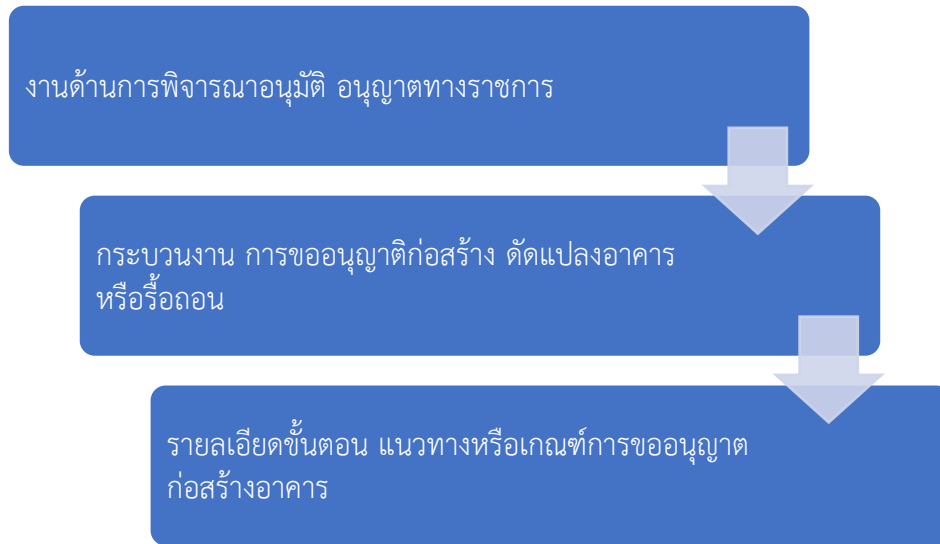 งานด้านการพิจารณาอนุมัติ อนุญาตทางราชการ
กระบวนงาน การขออนุญาติก่อสร้าง ดัดแปลงอาคาร
หรือรื้อถอน
รายลเอียดขั้นตอน แนวทางหรือเกณฑ์การขออนุญาต
ก่อสร้างอาคาร